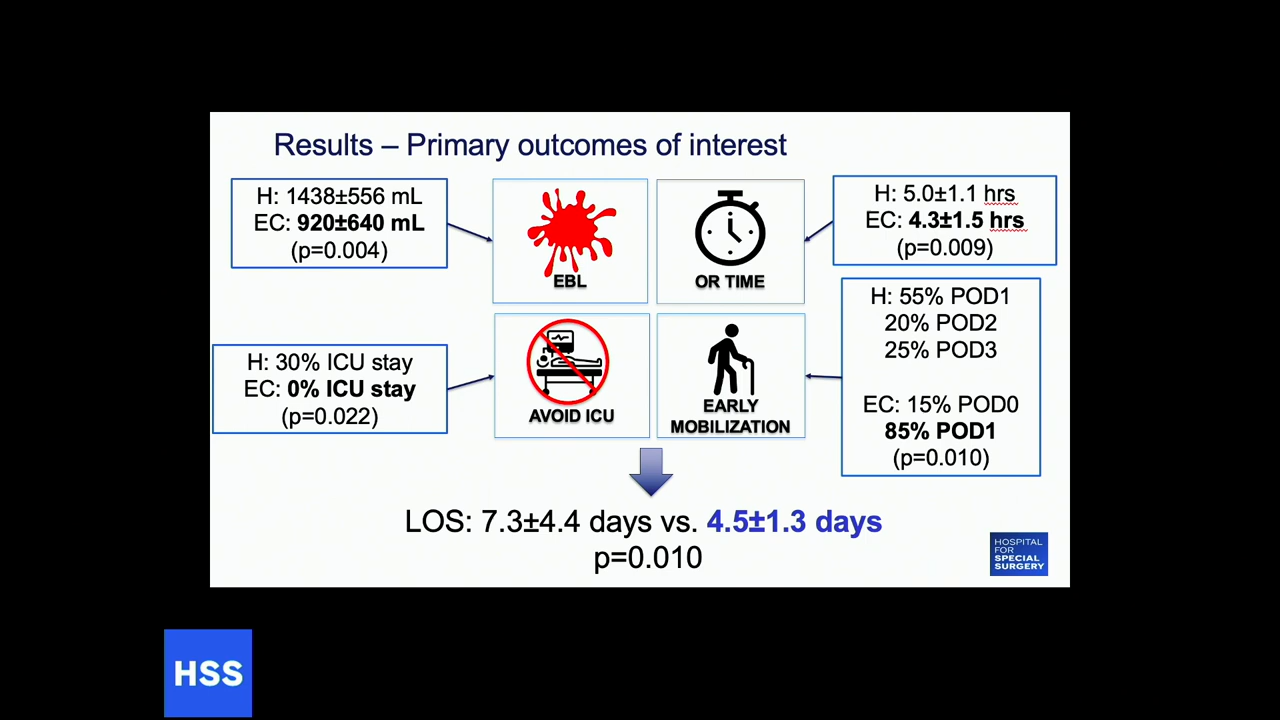 Results – Primary outcomes of interest
H: 1438±556 mL
EC: 920±640 mL
(p=0.004)
EBL
OR TIME
H: 5.0±1.1 hrs
EC: 4.3±1.5 hrs
(p=0.009)
H: 30% ICU stay
EC: 0% ICU stay
(p=0.022)
AVOID ICU
EARLY
MOBILIZATION
H: 55% POD1
20% POD2
25% POD3
EC: 15% POD0
85% POD1
(p=0.010)
LOS: 7.3±4.4 days vs. 4.5±1.3 days
p=0.010
HOSPITAL
FOR
SPECIAL
SURGERY
HSS